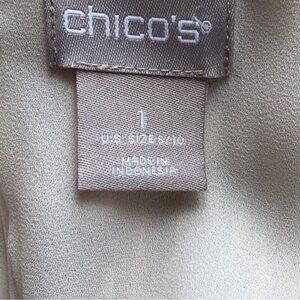 chico's®
1
U.S. SIZE 8/10
MADE IN
INDONESIA